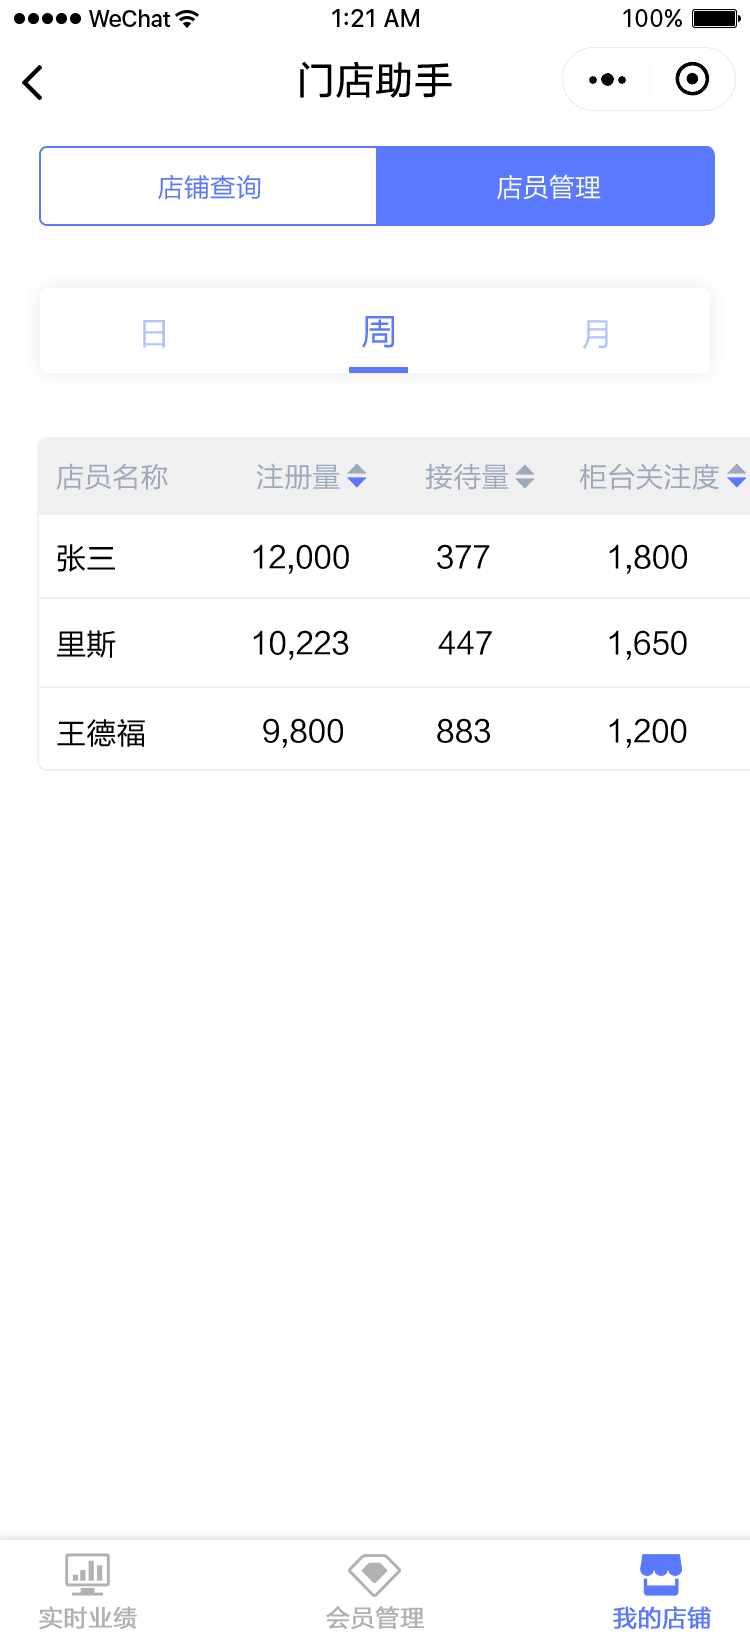 WeChat 1:21 AM 100%
门店助手
店铺查询 店员管理
日 周 月
店员名称 注册量 接待量 柜台关注度
张三 12,000 377 1,800
里斯 10,223 447 1,650
王德福 9,800 883 1,200
实时业绩 会员管理 我的店铺